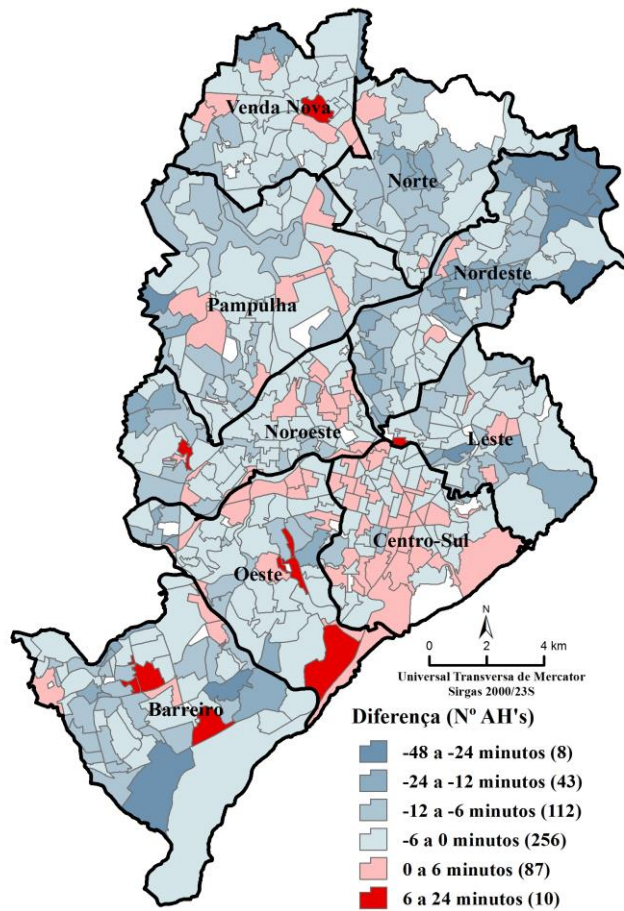 Venda Nova
Norte
Nordeste
Pampulha
Noroeste
Leste
Centro-Sul
Oeste
Barreiro
N
0 2 4 km
Universal Transversa de Mercator
Sirgas 2000/23S
Diferença (Nº AH's)
-48 a -24 minutos (8)
-24 a -12 minutos (43)
-12 a -6 minutos (112)
-6 a 0 minutos (256)
0 a 6 minutos (87)
6 a 24 minutos (10)